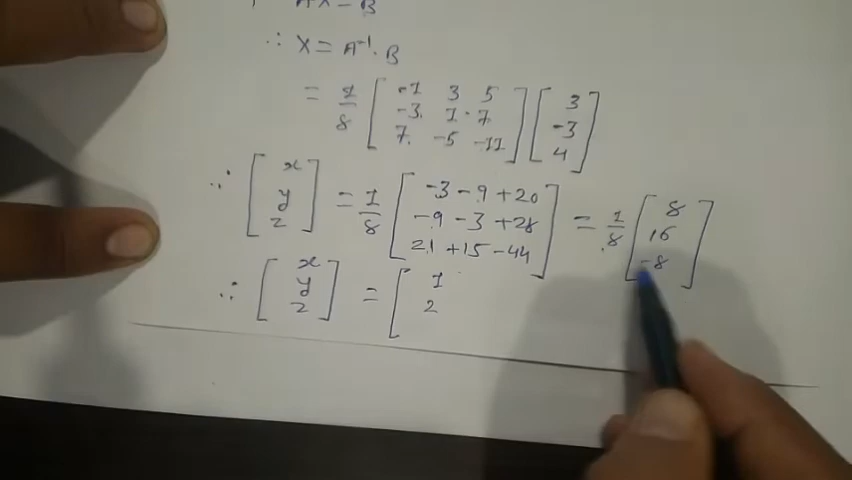 AX = B
∴ X = A⁻¹. B
= 1/8 [ -1 3 5 ; -3 1 7 ; 7 -5 -11 ] [ 3 ; -3 ; 4 ]
∴ [ x ; y ; z ] = 1/8 [ -3 - 9 + 20 ; -9 - 3 + 28 ; 21 + 15 - 44 ] = 1/8 [ 8 ; 16 ; -8 ]
∴ [ x ; y ; z ] = [ 1 ; 2